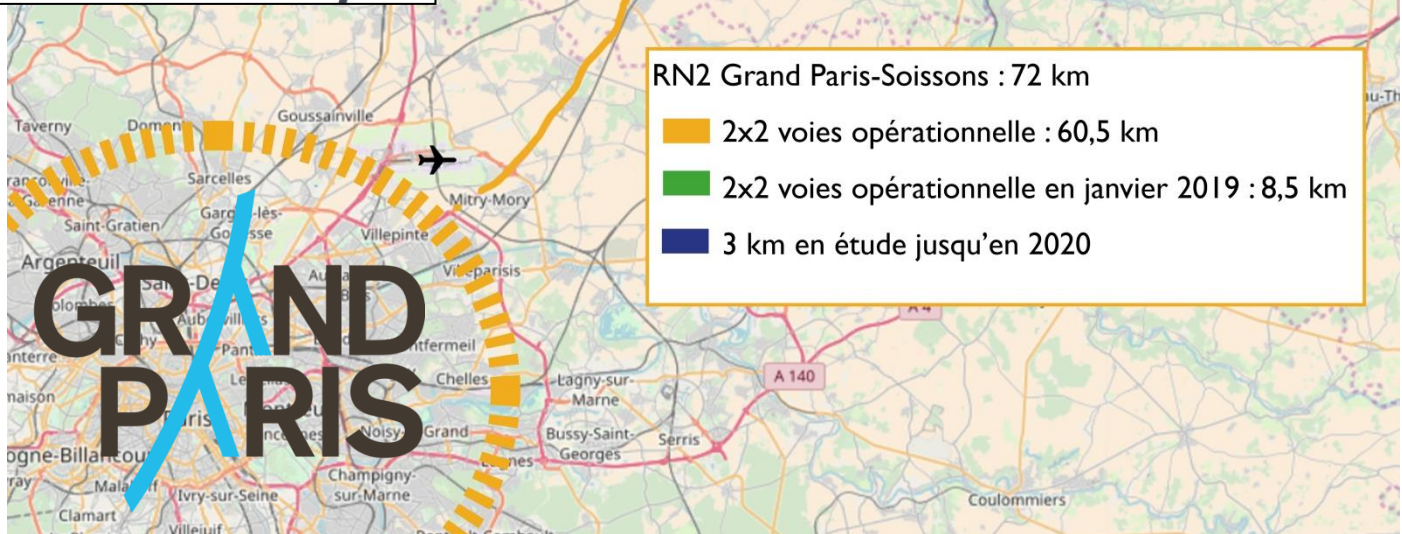 RN2 Grand Paris-Soissons : 72 km
2x2 voies opérationnelle : 60,5 km
2x2 voies opérationnelle en janvier 2019 : 8,5 km
3 km en étude jusqu'en 2020
Goussainville
Taverny
Sarcelles
Mitry-Mory
Saint-Gratien
Villepinte
Argenteuil
Villeparisis
GRAND
PARIS
A 4
A 140
Chelles
Lagny-sur-
Marne
Bussy-Saint-
Georges
Serris
Noisy
Grand
Champigny-
sur-Marne
Ivry-sur-Seine
Coulommiers
Clamart
Villejuif